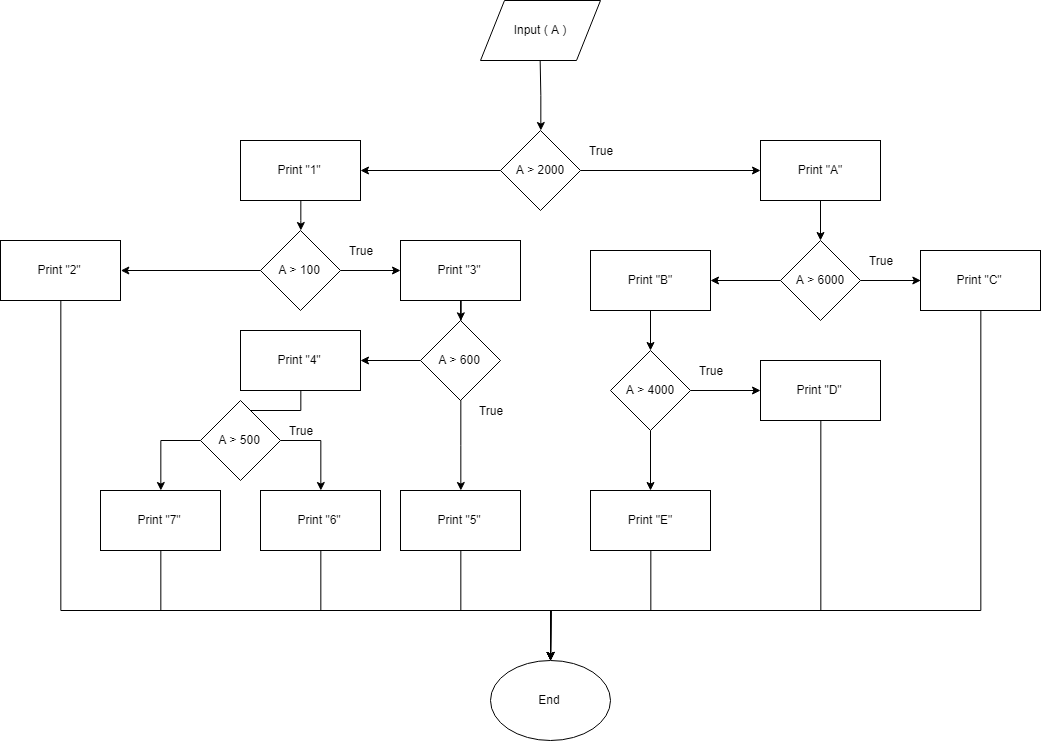 Input ( A )
True
Print "1"
A > 2000
Print "A"
True
True
Print "2"
A > 100
Print "3"
Print "B"
A > 6000
Print "C"
Print "4"
A > 600
True
A > 4000
Print "D"
True
True
A > 500
Print "7"
Print "6"
Print "5"
Print "E"
End